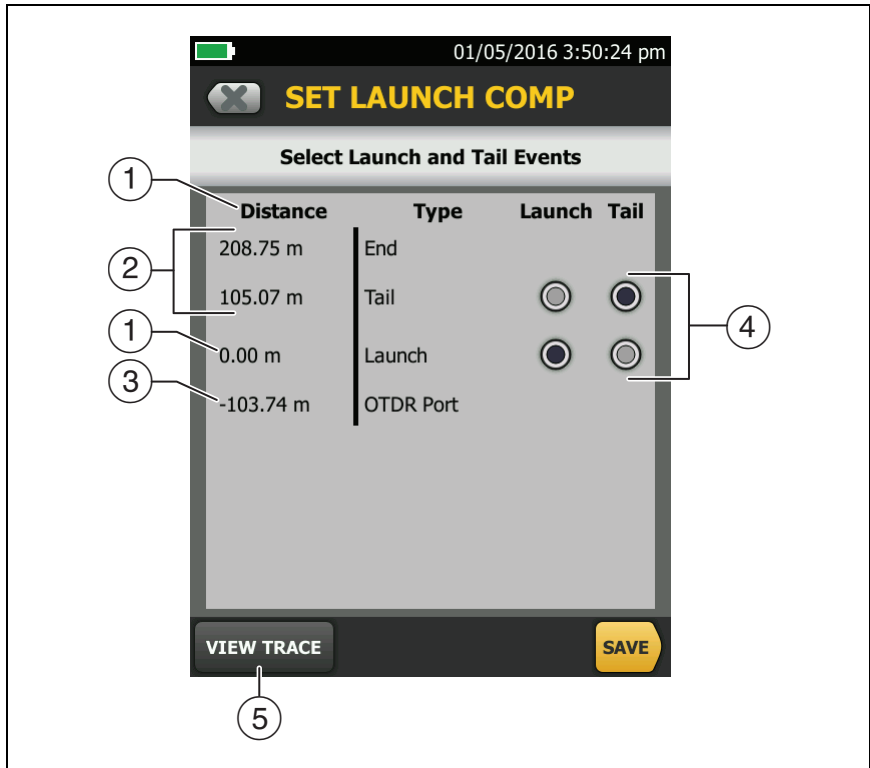 01/05/2016 3:50:24 pm
SET LAUNCH COMP
Select Launch and Tail Events
1
Distance Type Launch Tail
2
208.75 m End
105.07 m Tail
4
1
0.00 m Launch
3
-103.74 m OTDR Port
VIEW TRACE SAVE
5